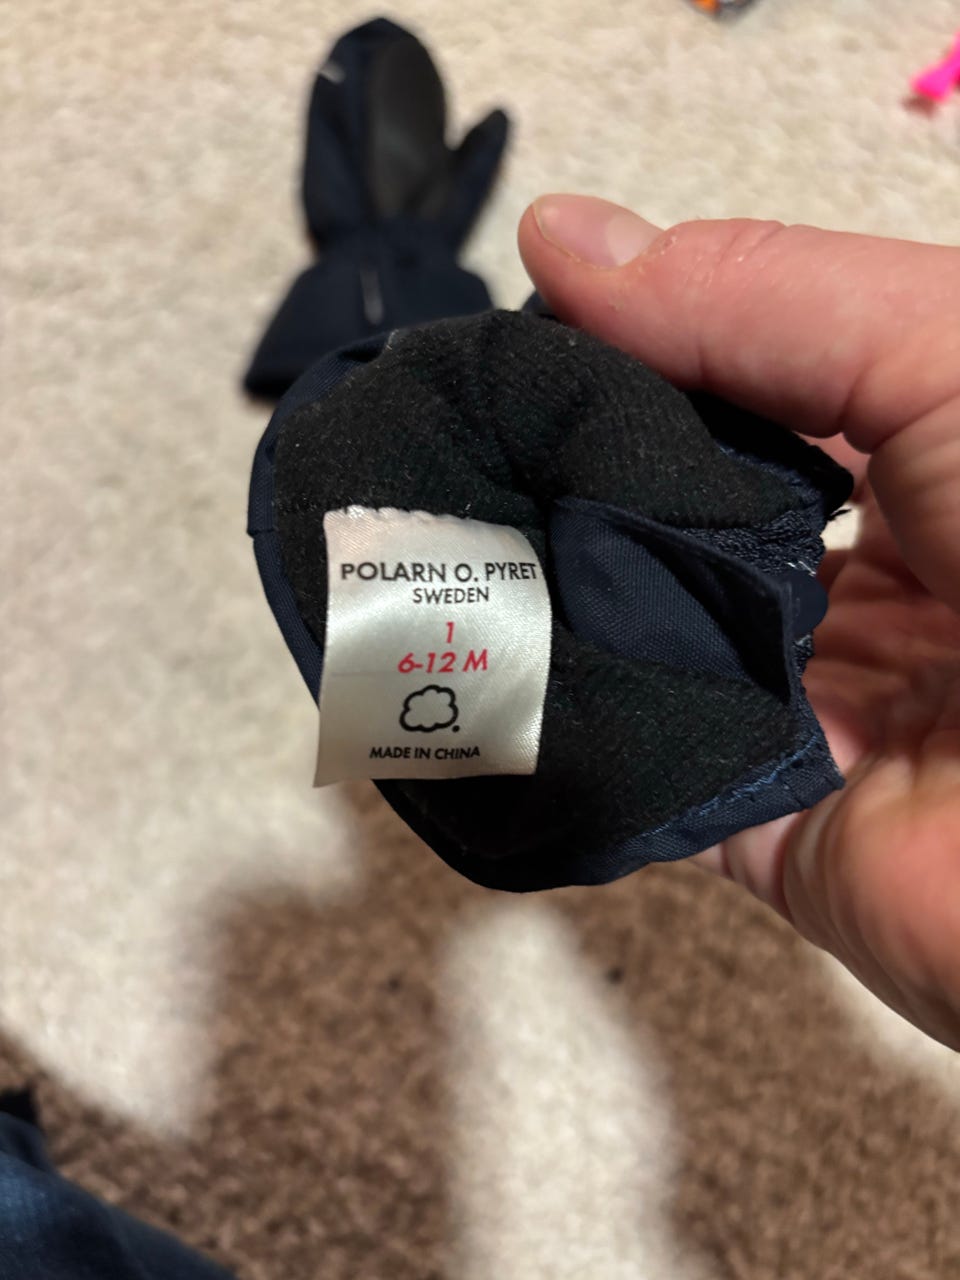 POLARN O. PYRET
SWEDEN
1
6-12 M
MADE IN CHINA